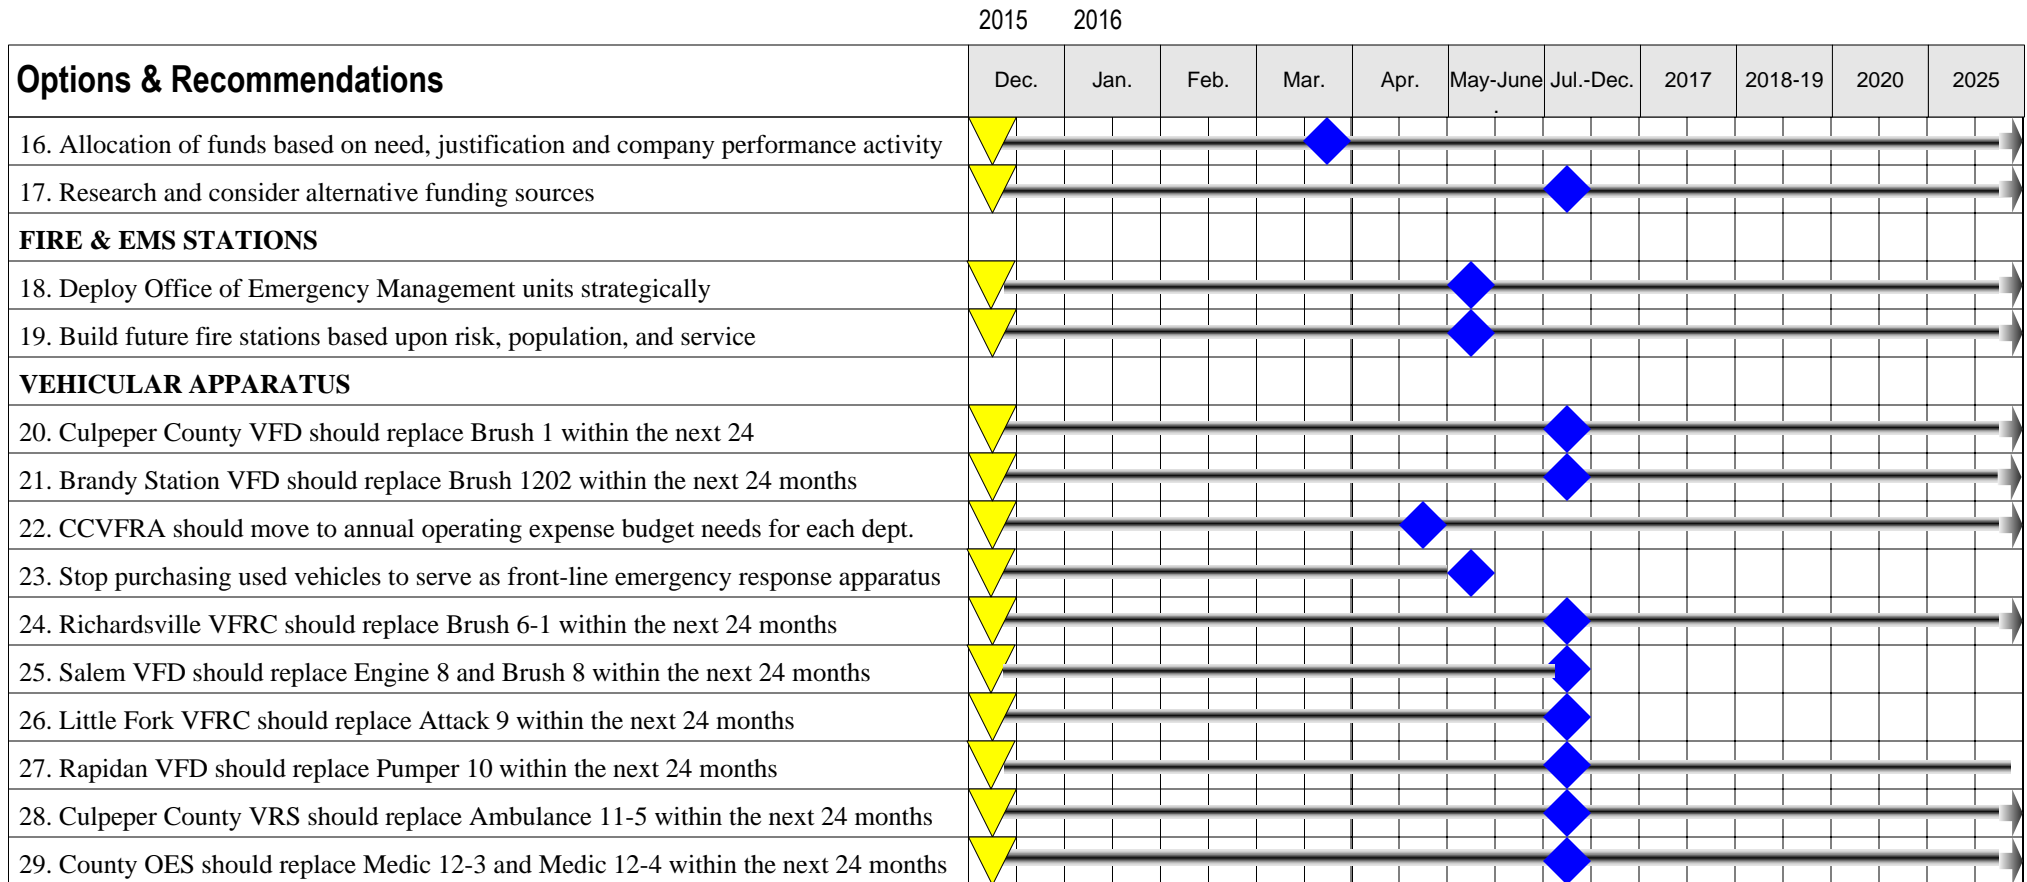 2015 2016
Options & Recommendations Dec. Jan. Feb. Mar. Apr. May-June Jul.-Dec. 2017 2018-19 2020 2025
.
16. Allocation of funds based on need, justification and company performance activity
17. Research and consider alternative funding sources
FIRE & EMS STATIONS
18. Deploy Office of Emergency Management units strategically
19. Build future fire stations based upon risk, population, and service
VEHICULAR APPARATUS
20. Culpeper County VFD should replace Brush 1 within the next 24
21. Brandy Station VFD should replace Brush 1202 within the next 24 months
22. CCVFRA should move to annual operating expense budget needs for each dept.
23. Stop purchasing used vehicles to serve as front-line emergency response apparatus
24. Richardsville VFRC should replace Brush 6-1 within the next 24 months
25. Salem VFD should replace Engine 8 and Brush 8 within the next 24 months
26. Little Fork VFRC should replace Attack 9 within the next 24 months
27. Rapidan VFD should replace Pumper 10 within the next 24 months
28. Culpeper County VRS should replace Ambulance 11-5 within the next 24 months
29. County OES should replace Medic 12-3 and Medic 12-4 within the next 24 months